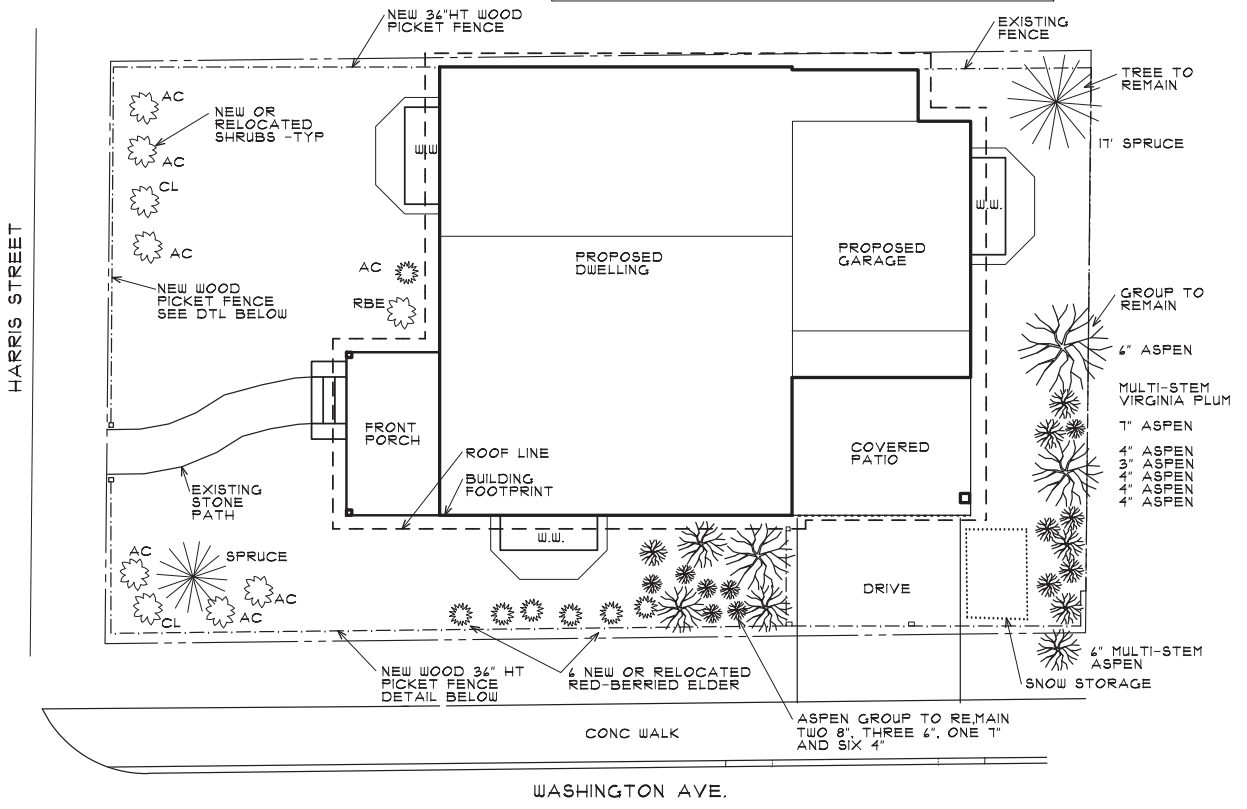 NEW 36"HT WOOD
PICKET FENCE
EXISTING
FENCE
TREE TO
REMAIN
17' SPRUCE
AC
NEW OR
RELOCATED
SHRUBS -TYP
AC
CL
AC
W.W.
W.W.
HARRIS STREET
PROPOSED
DWELLING
PROPOSED
GARAGE
AC
RBE
NEW WOOD
PICKET FENCE
SEE DTL BELOW
GROUP TO
REMAIN
6" ASPEN
MULTI-STEM
VIRGINIA PLUM
7" ASPEN
4" ASPEN
3" ASPEN
4" ASPEN
4" ASPEN
4" ASPEN
FRONT
PORCH
ROOF LINE
BUILDING
FOOTPRINT
COVERED
PATIO
EXISTING
STONE
PATH
W.W.
AC
SPRUCE
AC
CL
AC
DRIVE
NEW WOOD 36" HT
PICKET FENCE
DETAIL BELOW
6 NEW OR RELOCATED
RED-BERRIED ELDER
6" MULTI-STEM
ASPEN
SNOW STORAGE
ASPEN GROUP TO RE,MAIN
TWO 8", THREE 6", ONE 7"
AND SIX 4"
CONC WALK
WASHINGTON AVE.